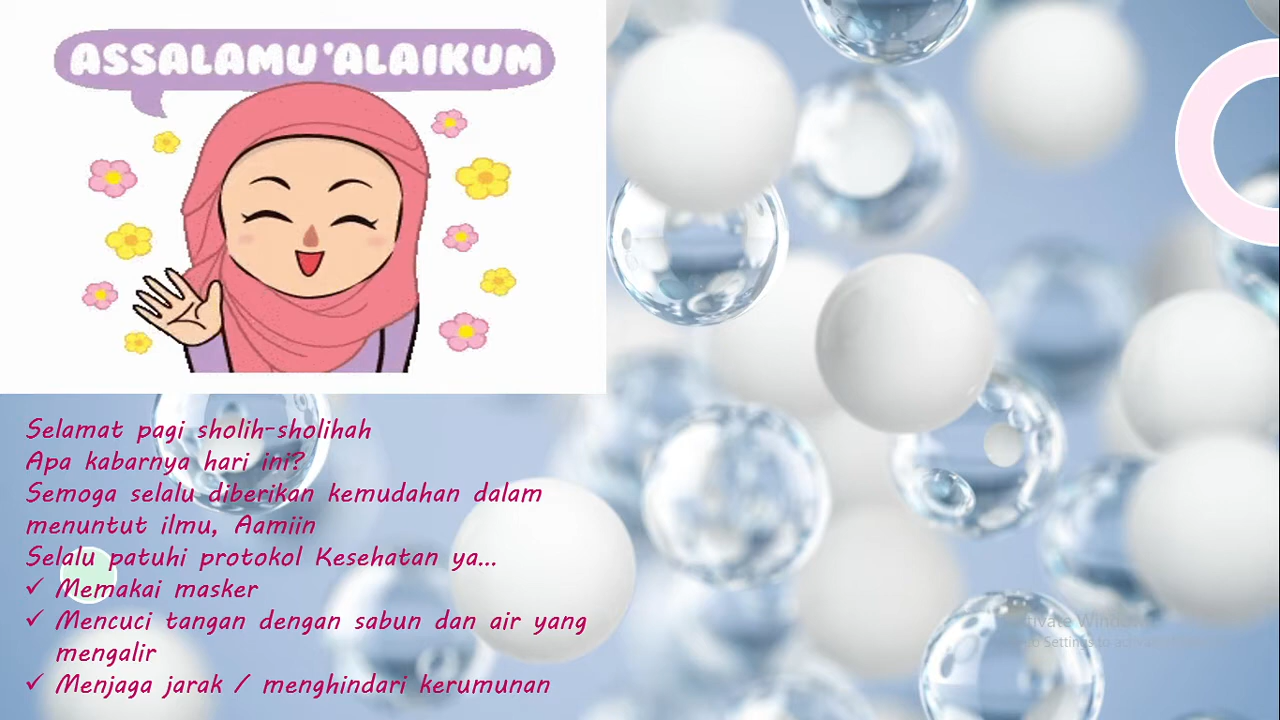 ASSALAMU'ALAIKUM
Selamat pagi sholih-sholihah
Apa kabarnya hari ini?
Semoga selalu diberikan kemudahan dalam
menuntut ilmu, Aamiin
Selalu patuhi protokol Kesehatan ya...
✓ Memakai masker
✓ Mencuci tangan dengan sabun dan air yang
mengalir
✓ Menjaga jarak / menghindari kerumunan